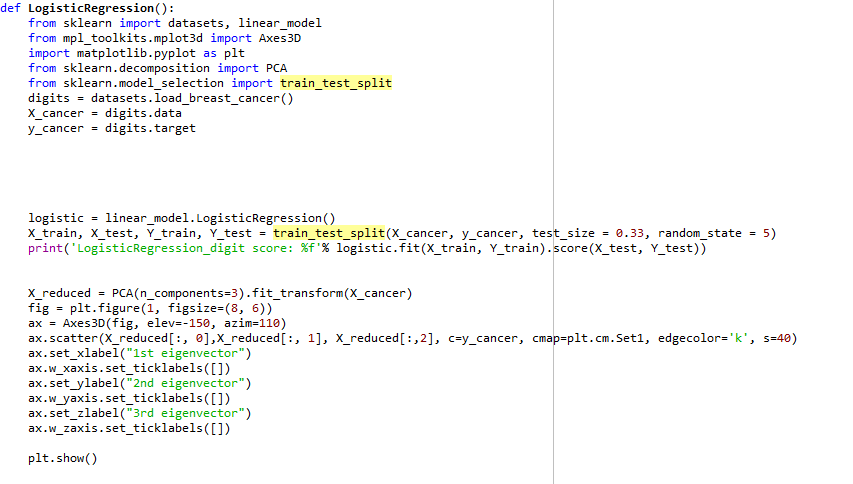 def LogisticRegression():
    from sklearn import datasets, linear_model
    from mpl_toolkits.mplot3d import Axes3D
    import matplotlib.pyplot as plt
    from sklearn.decomposition import PCA
    from sklearn.model_selection import train_test_split
    digits = datasets.load_breast_cancer()
    X_cancer = digits.data
    y_cancer = digits.target
    logistic = linear_model.LogisticRegression()
    X_train, X_test, Y_train, Y_test = train_test_split(X_cancer, y_cancer, test_size = 0.33, random_state = 5)
    print('LogisticRegression_digit score: %f'% logistic.fit(X_train, Y_train).score(X_test, Y_test))
    X_reduced = PCA(n_components=3).fit_transform(X_cancer)
    fig = plt.figure(1, figsize=(8, 6))
    ax = Axes3D(fig, elev=-150, azim=110)
    ax.scatter(X_reduced[:, 0],X_reduced[:, 1], X_reduced[:,2], c=y_cancer, cmap=plt.cm.Set1, edgecolor='k', s=40)
    ax.set_xlabel("1st eigenvector")
    ax.w_xaxis.set_ticklabels([])
    ax.set_ylabel("2nd eigenvector")
    ax.w_yaxis.set_ticklabels([])
    ax.set_zlabel("3rd eigenvector")
    ax.w_zaxis.set_ticklabels([])
    plt.show()